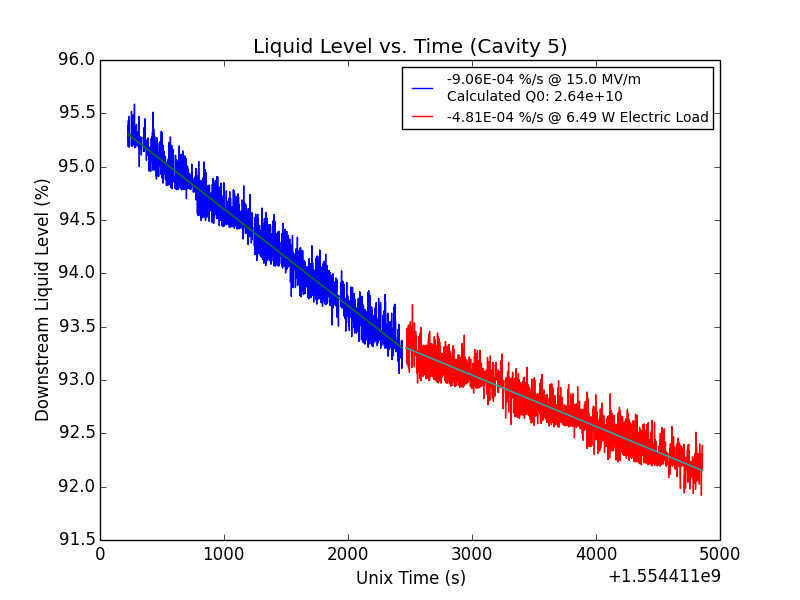 Liquid Level vs. Time (Cavity 5)
-9.06E-04 %/s @ 15.0 MV/m
Calculated Q0: 2.64e+10
-4.81E-04 %/s @ 6.49 W Electric Load
Downstream Liquid Level (%)
96.0
95.5
95.0
94.5
94.0
93.5
93.0
92.5
92.0
91.5
0 1000 2000 3000 4000 5000
+1.554411e9
Unix Time (s)